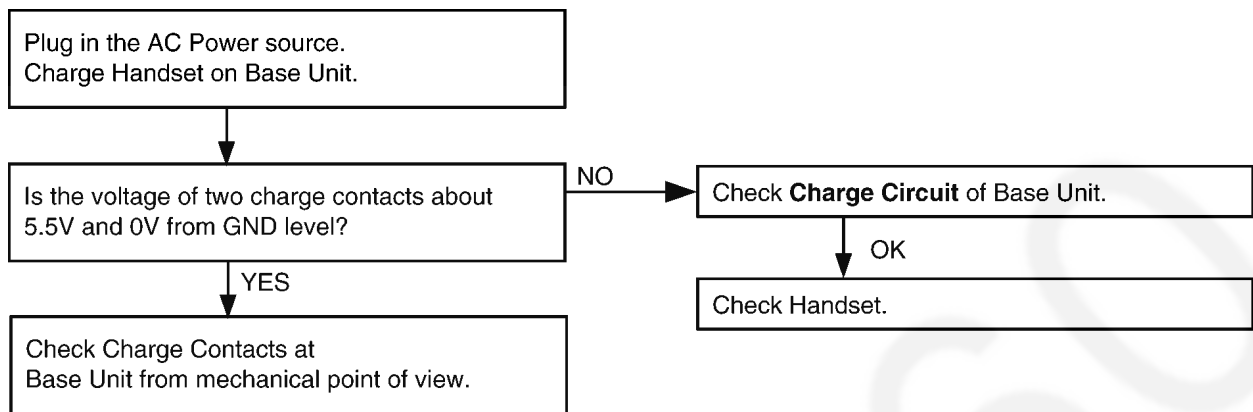 Plug in the AC Power source.
Charge Handset on Base Unit.
Is the voltage of two charge contacts about
5.5V and 0V from GND level?
NO
Check Charge Circuit of Base Unit.
OK
Check Handset.
YES
Check Charge Contacts at
Base Unit from mechanical point of view.